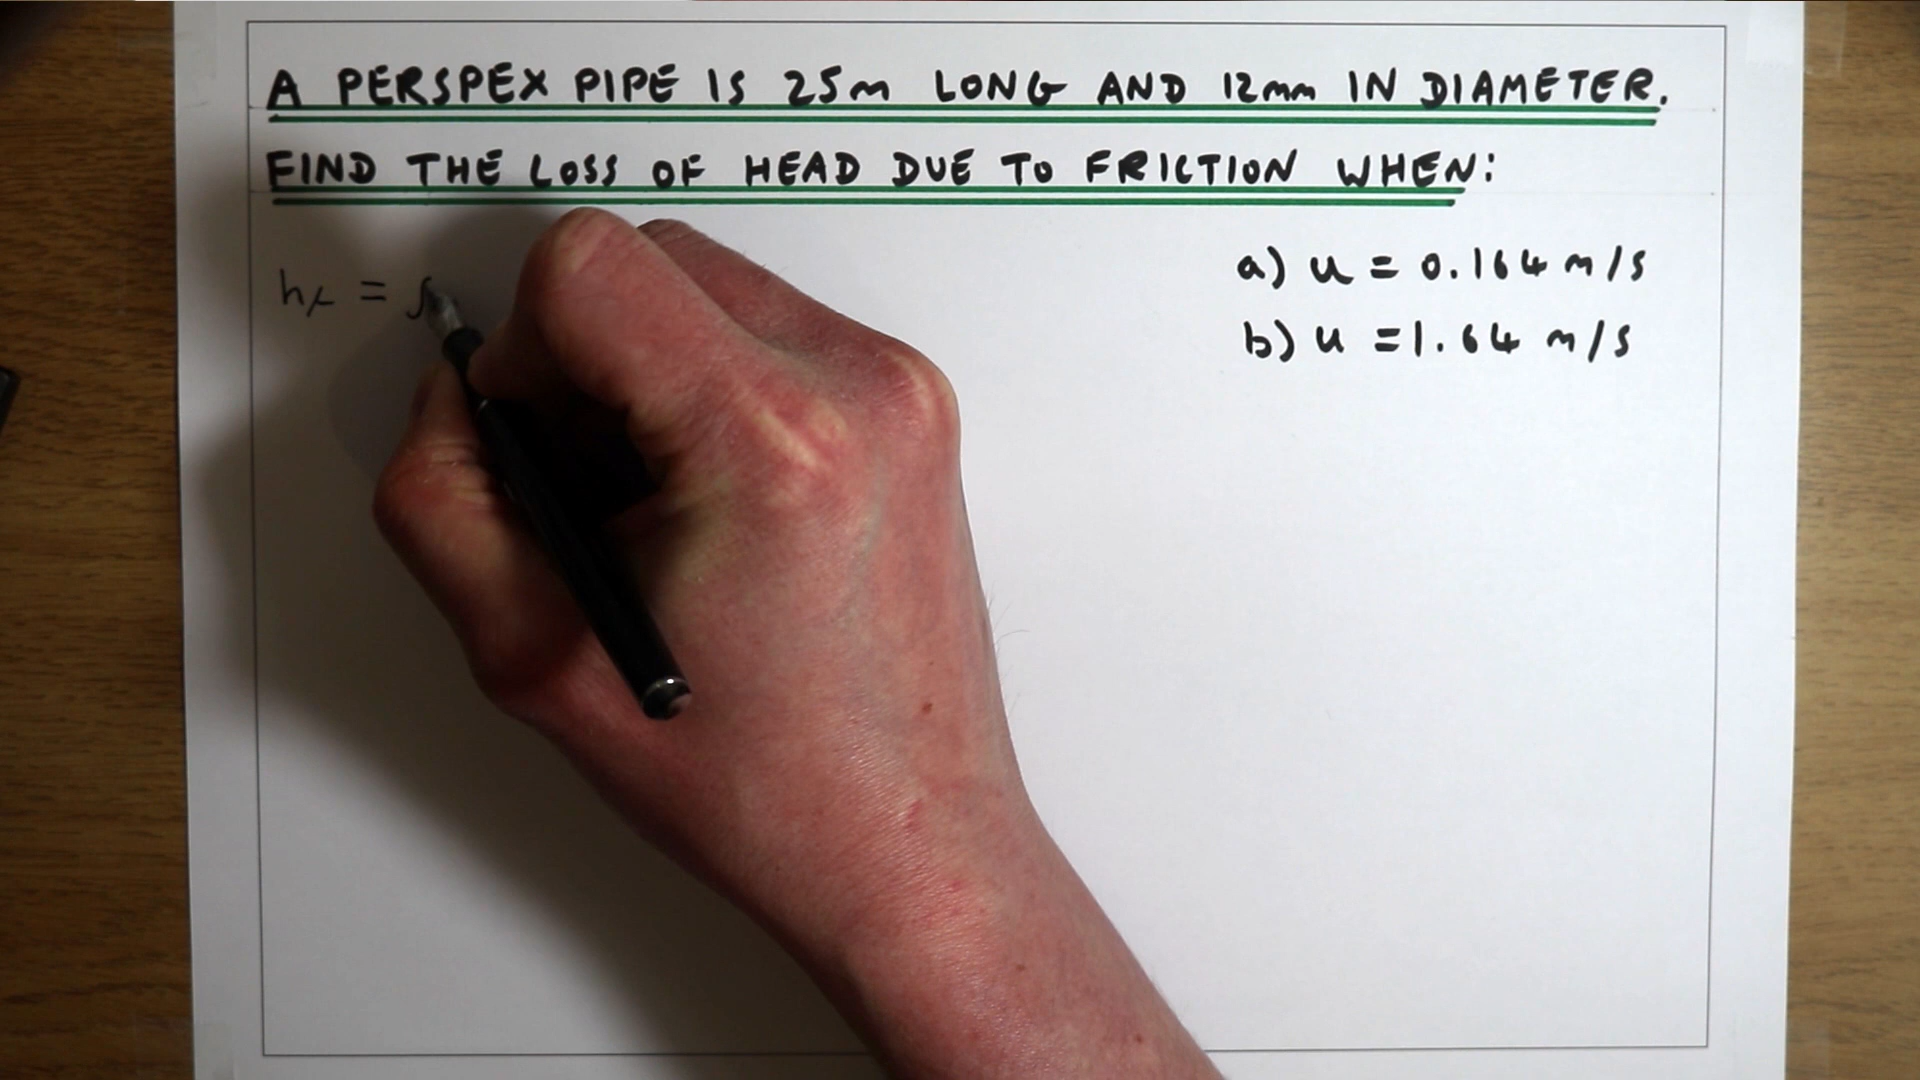 A PERSPEX PIPE IS 25m LONG AND 12mm IN DIAMETER.
FIND THE LOSS OF HEAD DUE TO FRICTION WHEN:
a) u = 0.164 m/s
b) u = 1.64 m/s
hf = f